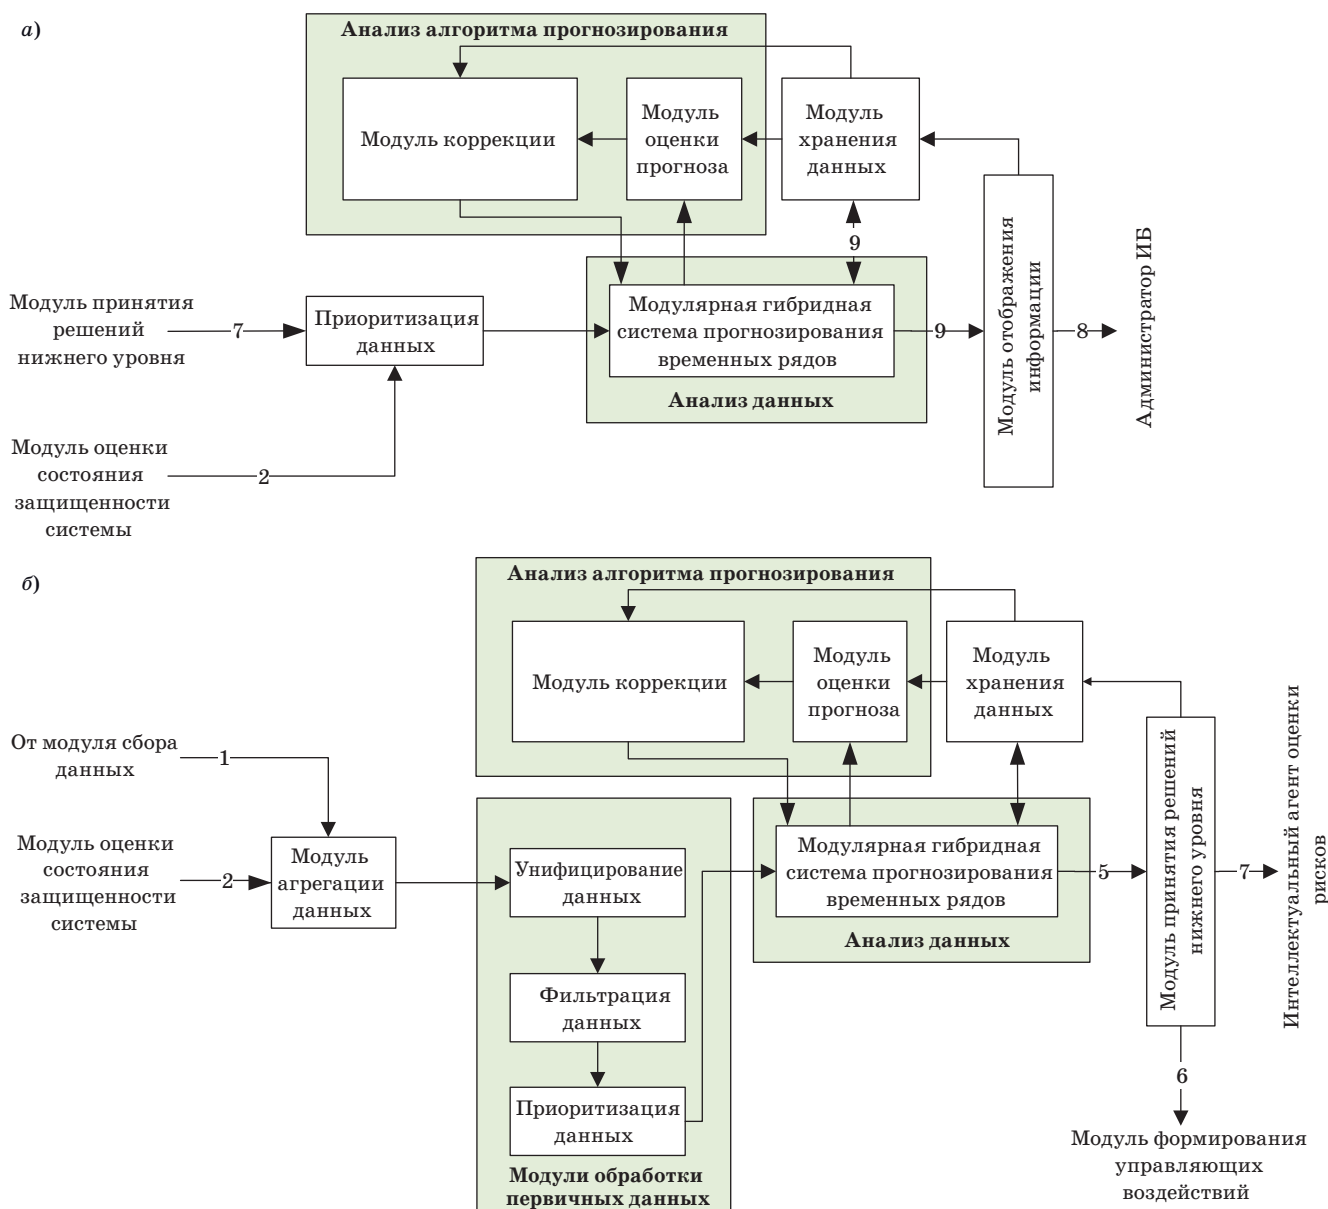 а)
Анализ алгоритма прогнозирования
Модуль коррекции
Модуль
оценки
прогноза
Модуль
хранения
данных
9
Модуль принятия
решений
нижнего уровня
7
Приоритизация
данных
Модулярная гибридная
система прогнозирования
временных рядов
Анализ данных
9
Модуль отображения
информации
8
Администратор ИБ
Модуль оценки
состояния
защищенности
системы
2
б)
Анализ алгоритма прогнозирования
Модуль коррекции
Модуль
оценки
прогноза
Модуль
хранения
данных
От модуля сбора
данных
1
Модуль оценки
состояния
защищенности
системы
2
Модуль
агрегации
данных
Унифицирование
данных
Фильтрация
данных
Приоритизация
данных
Модули обработки
первичных данных
Модулярная гибридная
система прогнозирования
временных рядов
Анализ данных
5
Модуль принятия решений
нижнего уровня
7
Интеллектуальный агент оценки
рисков
6
Модуль формирования
управляющих
воздействий